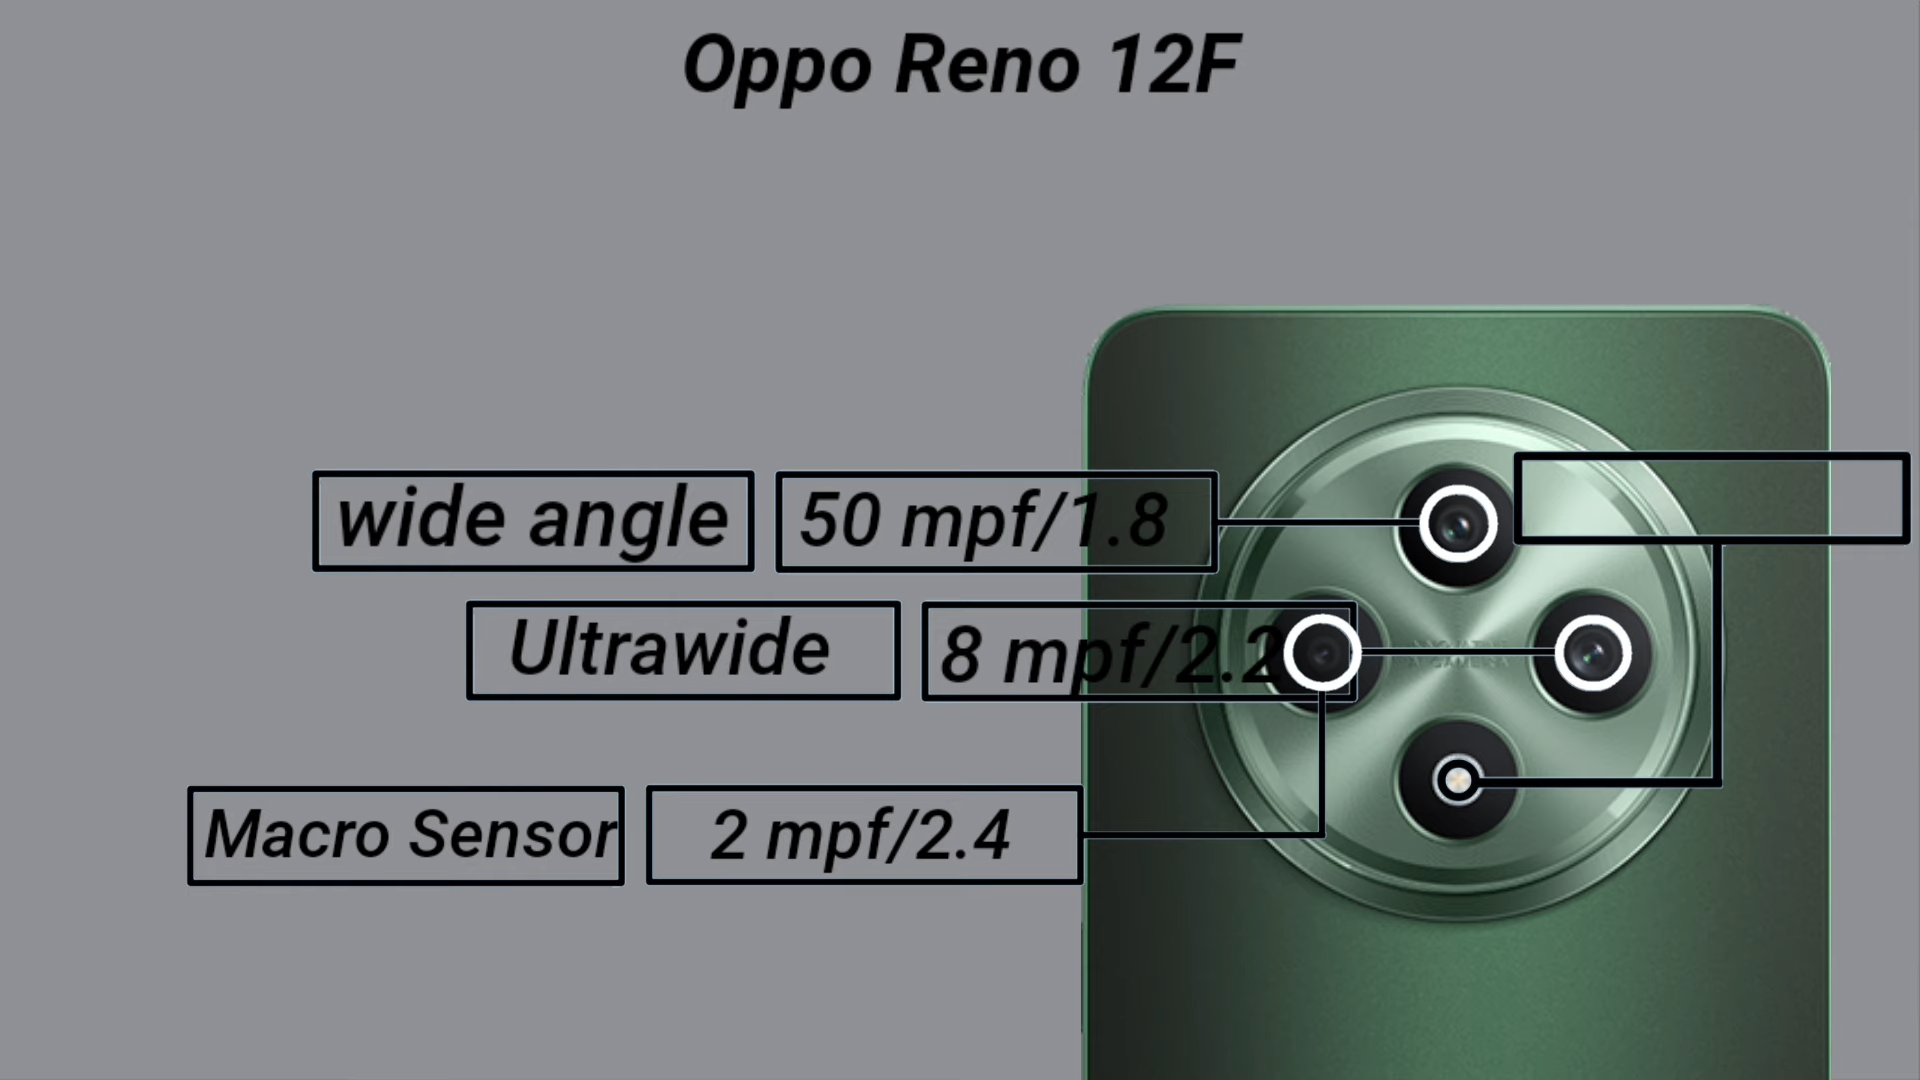 Oppo Reno 12F
wide angle 50 mpf/1.8
Ultrawide 8 mpf/2.2
Macro Sensor 2 mpf/2.4